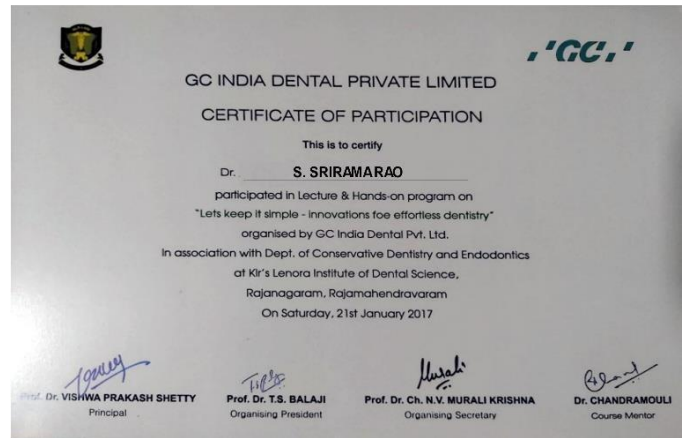 GC
GC INDIA DENTAL PRIVATE LIMITED
CERTIFICATE OF PARTICIPATION
This is to certify
Dr. S. SRIRAMARAO
participated in Lecture & Hands-on program on
"Lets keep it simple - innovations foe effortless dentistry"
organised by GC India Dental Pvt. Ltd.
In association with Dept. of Conservative Dentistry and Endodontics
at Kir's Lenora Institute of Dental Science,
Rajanagaram, Rajamahendravaram
On Saturday, 21st January 2017
Prof. Dr. VISHWA PRAKASH SHETTY
Principal
Prof. Dr. T.S. BALAJI
Organising President
Prof. Dr. Ch. N.V. MURALI KRISHNA
Organising Secretary
Dr. CHANDRAMOULI
Course Mentor